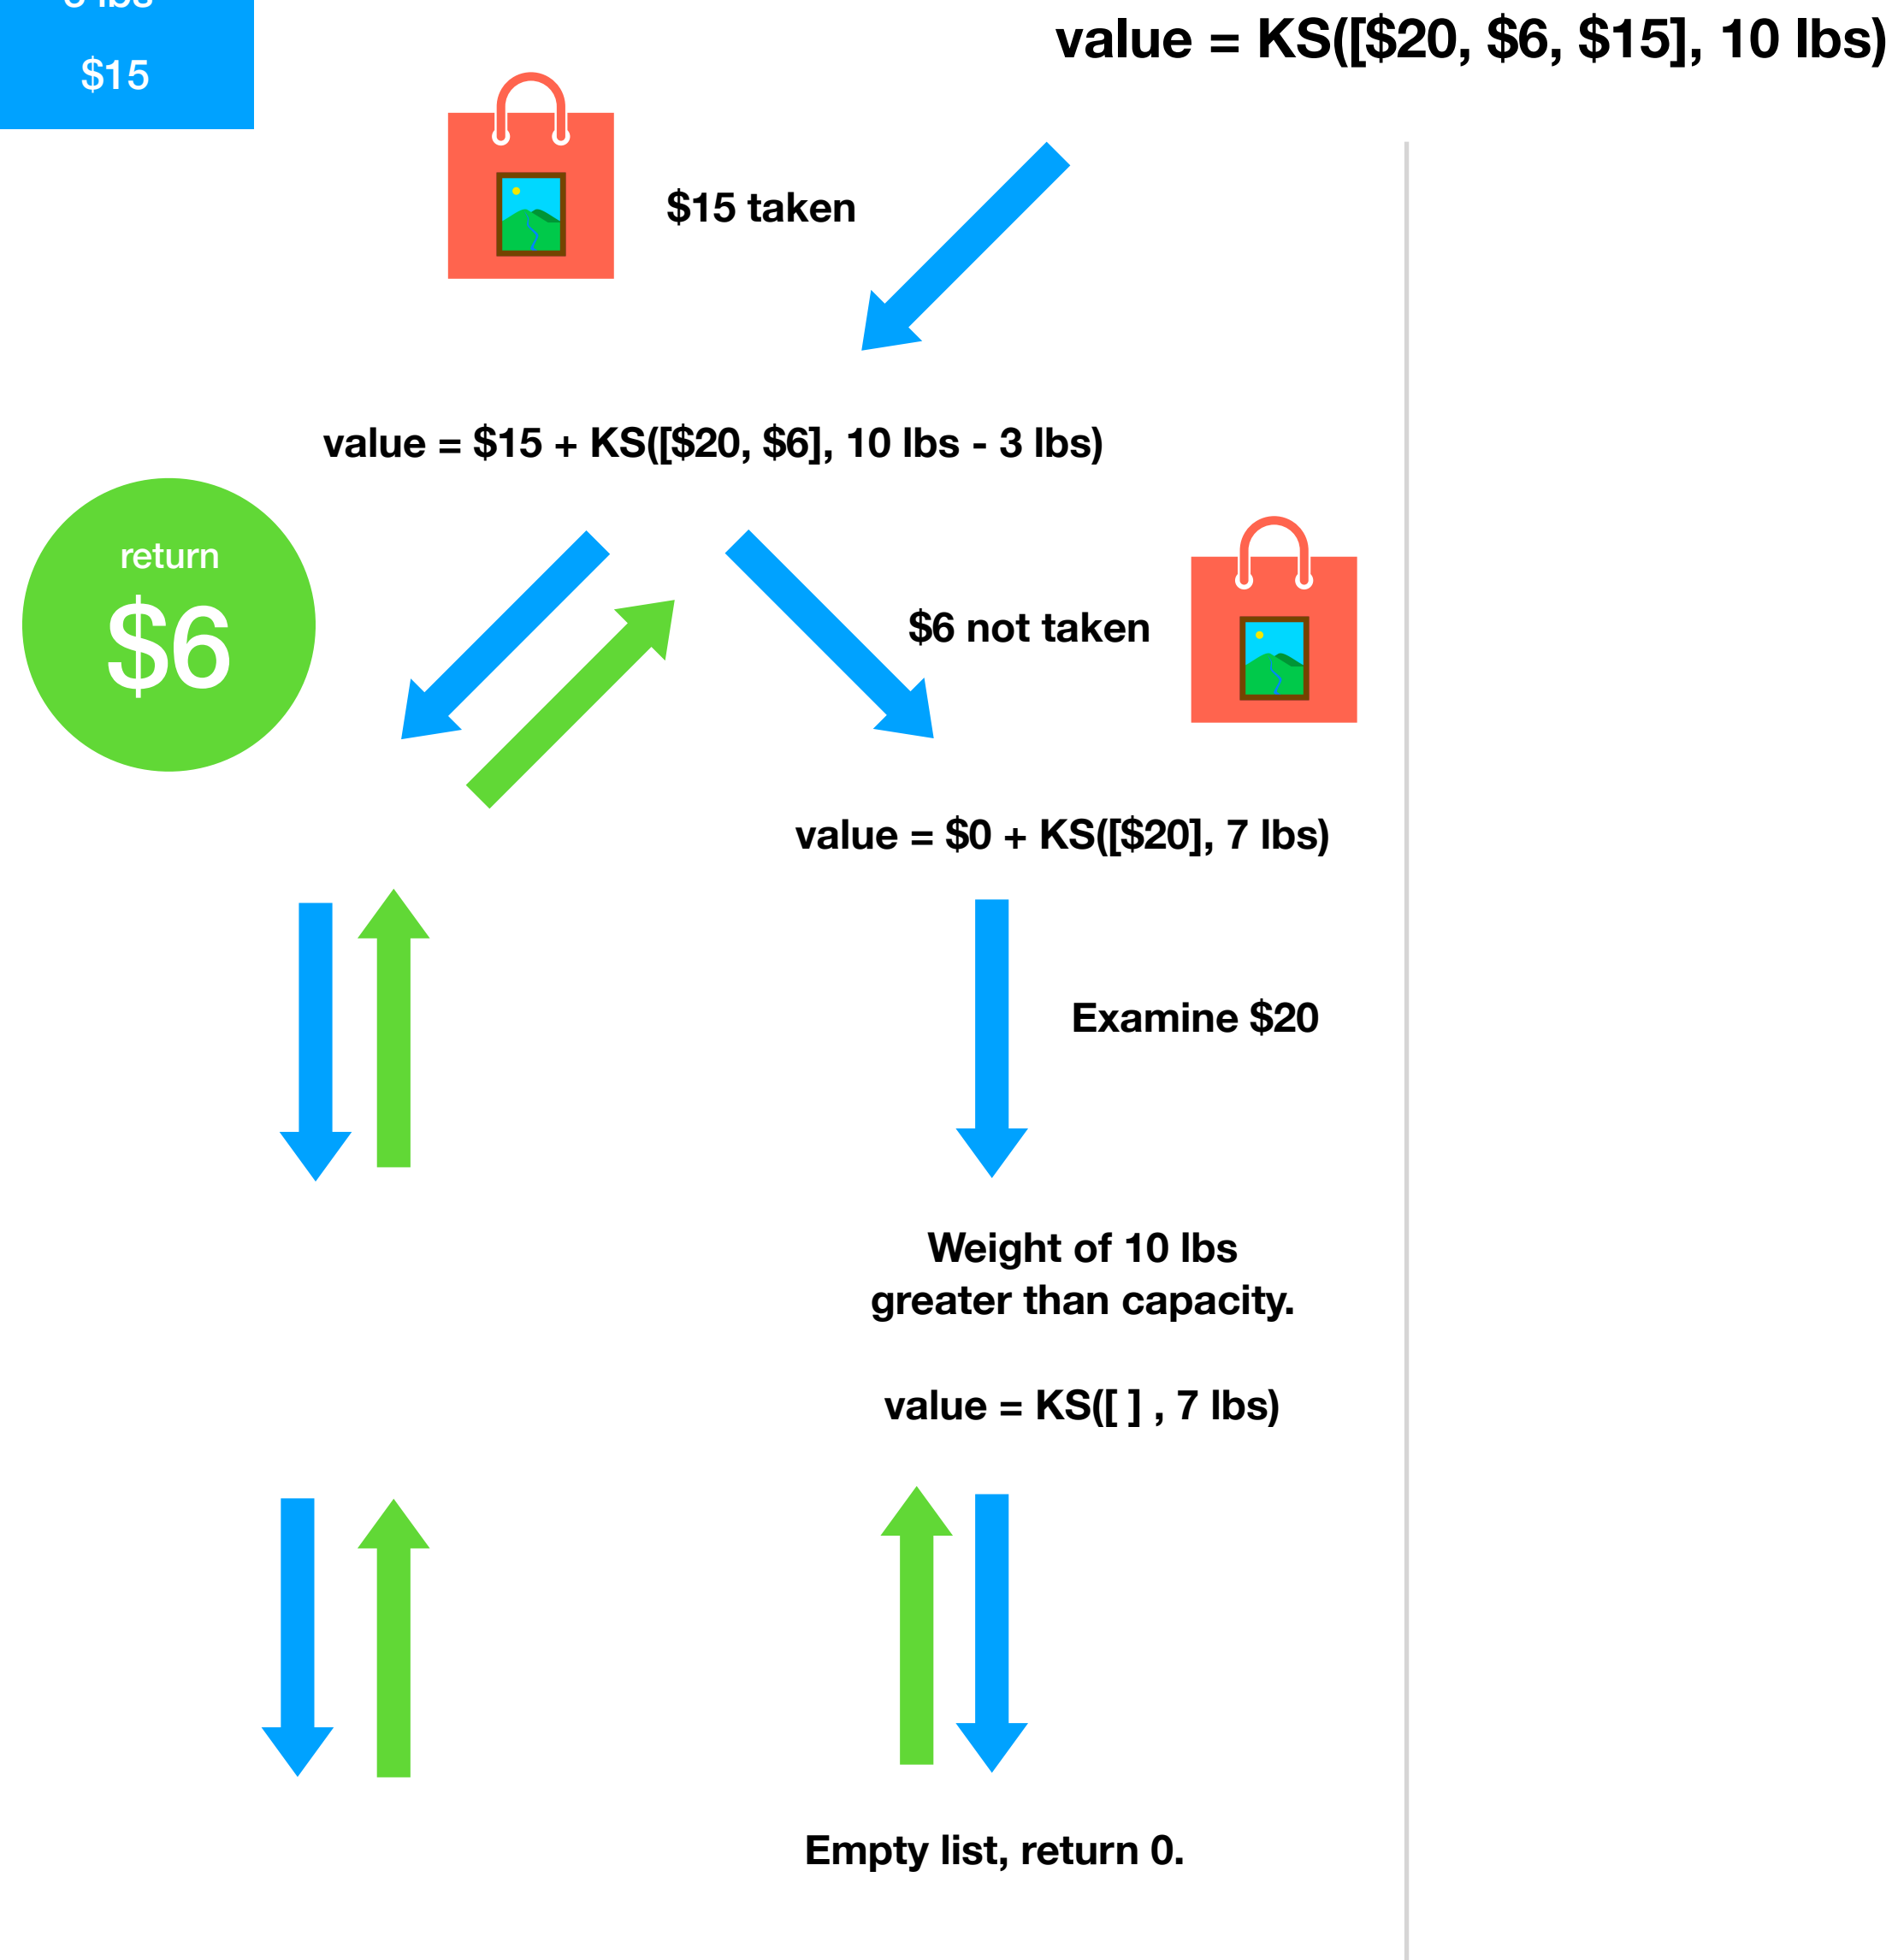 lbs
$15
value = KS([$20, $6, $15], 10 lbs)
$15 taken
value = $15 + KS([$20, $6], 10 lbs - 3 lbs)
return
$6
$6 not taken
value = $0 + KS([$20], 7 lbs)
Examine $20
Weight of 10 lbs
greater than capacity.
value = KS([ ] , 7 lbs)
Empty list, return 0.